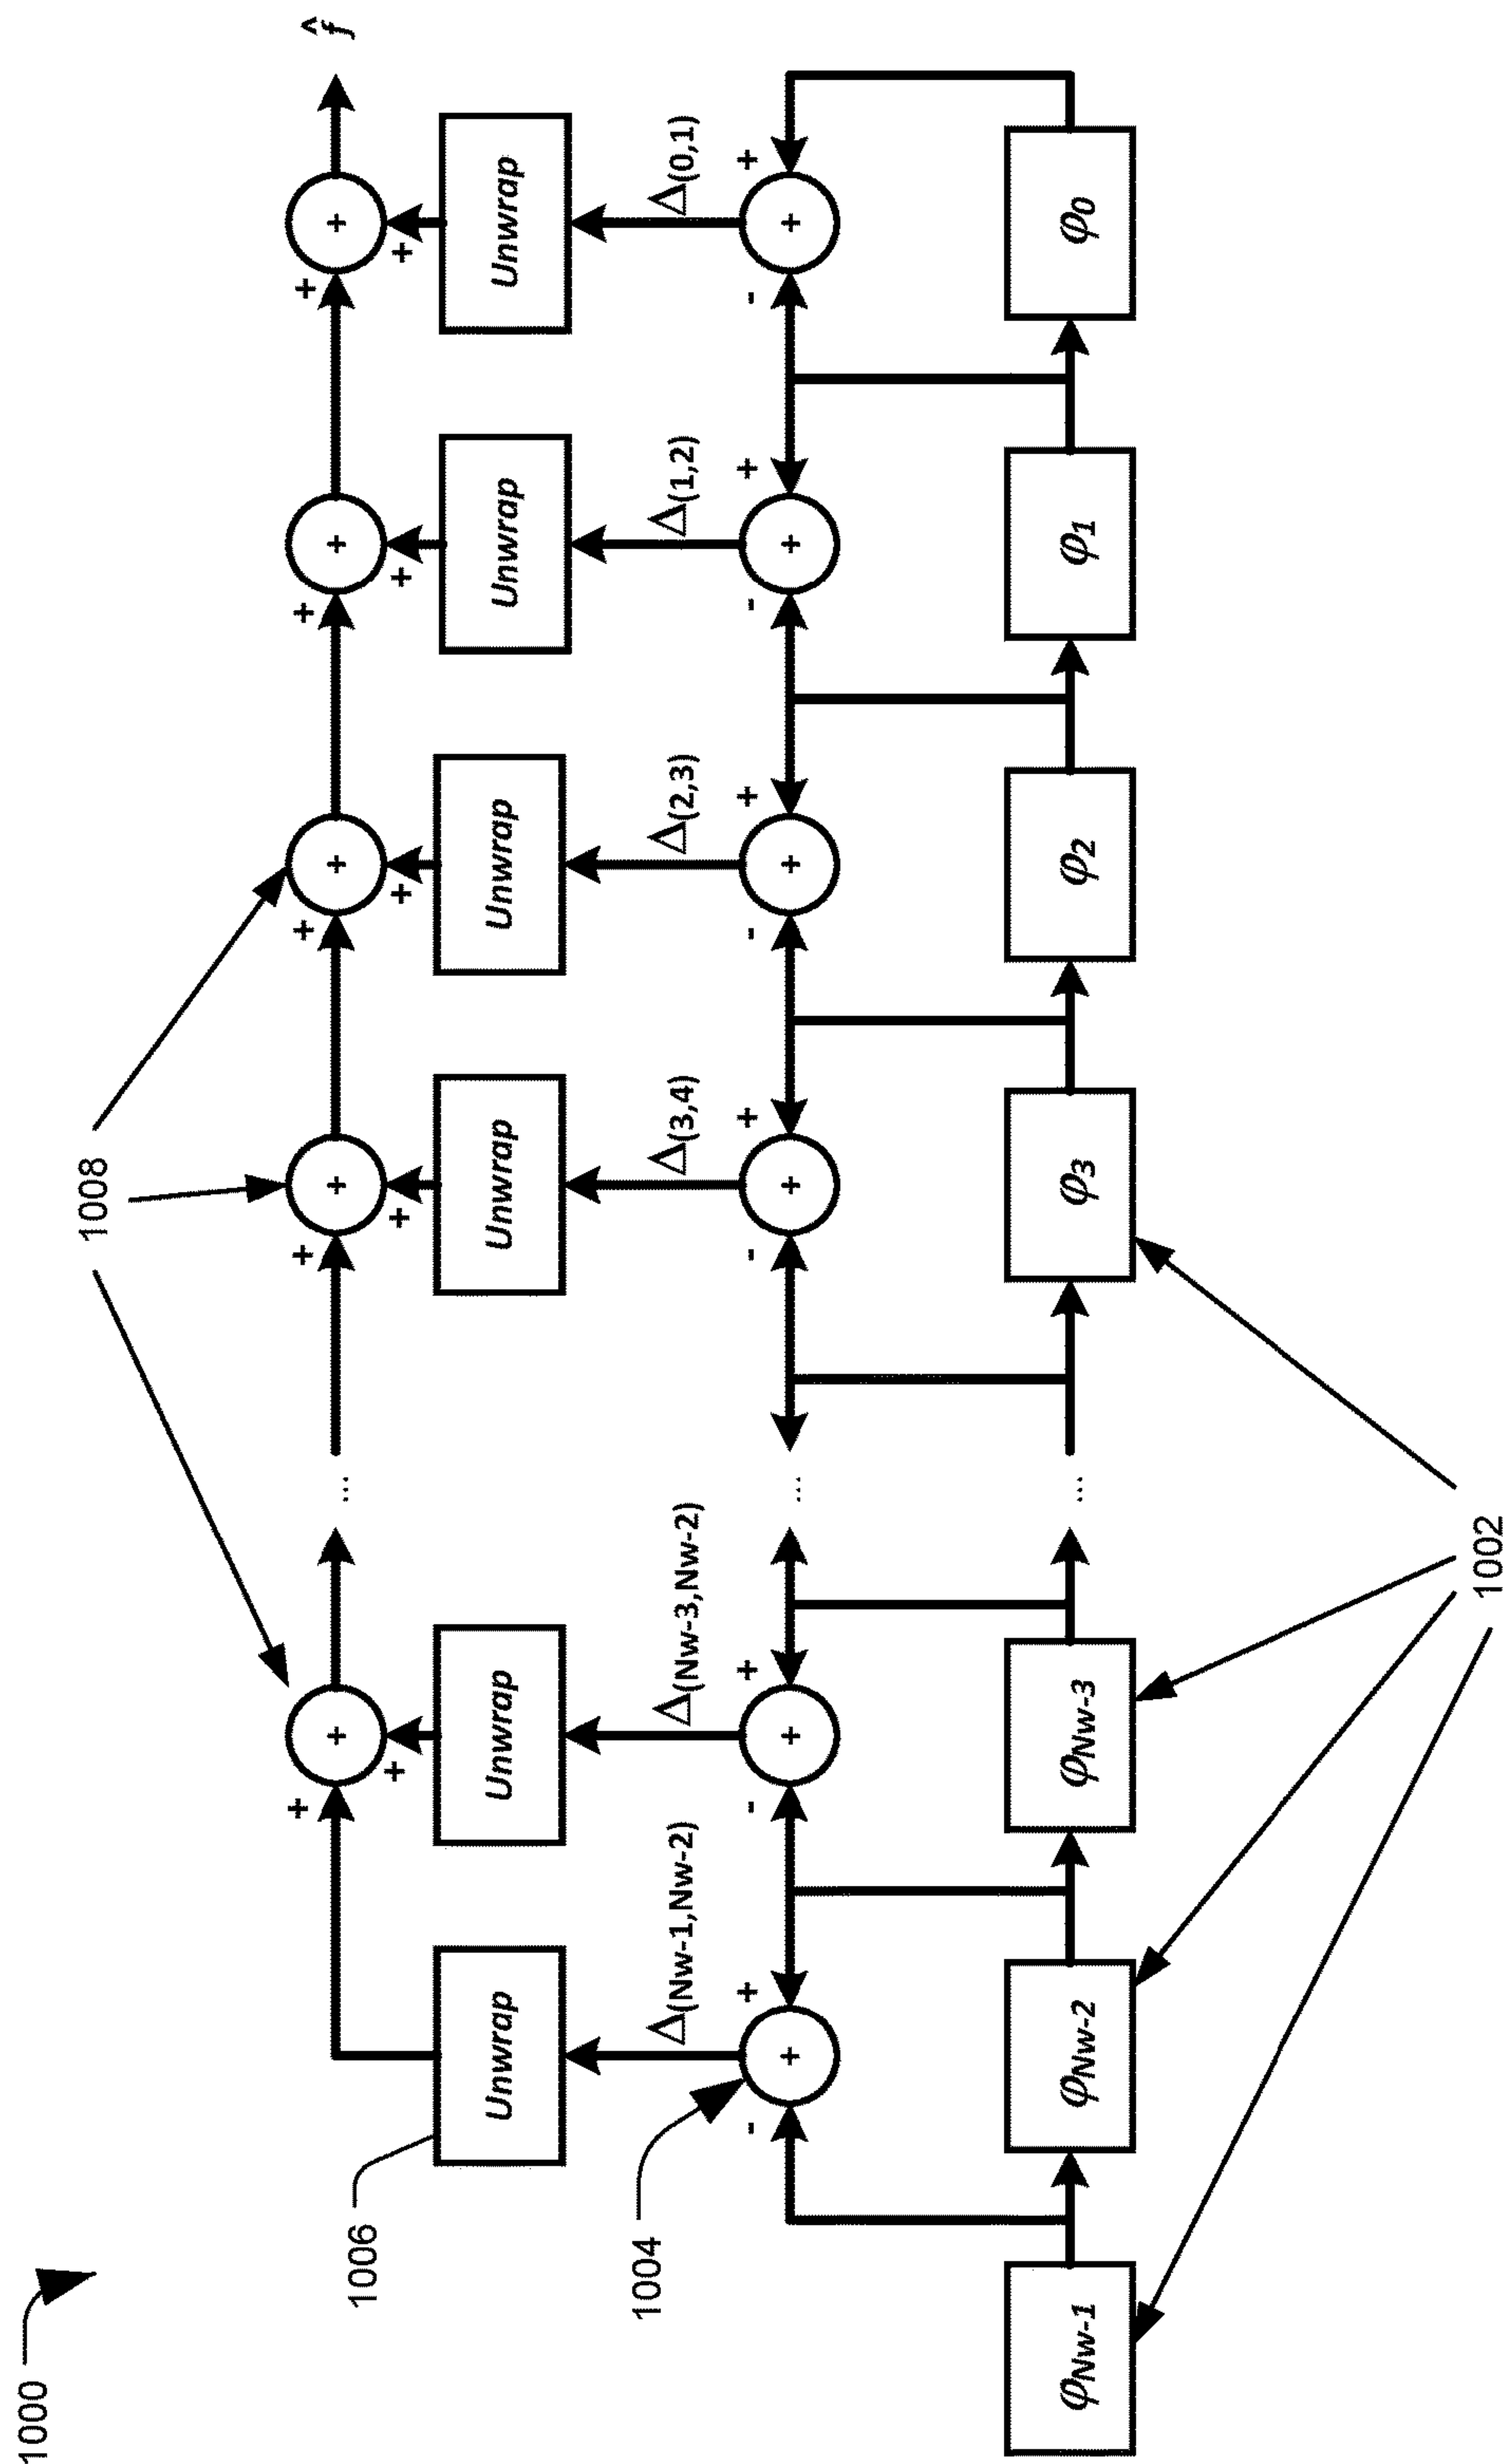 1000
1008
f̂
+ + + + +
+ + + + +
+ + + + +
1006
Unwrap Unwrap Unwrap Unwrap Unwrap Unwrap
Δ(Nw-1,Nw-2) Δ(Nw-3,Nw-2) Δ(3,4) Δ(2,3) Δ(1,2) Δ(0,1)
1004
- + - + - + - + - + - +
+ + + + + +
... ... ...
φNw-1 φNw-2 φNw-3 φ3 φ2 φ1 φ0
1002